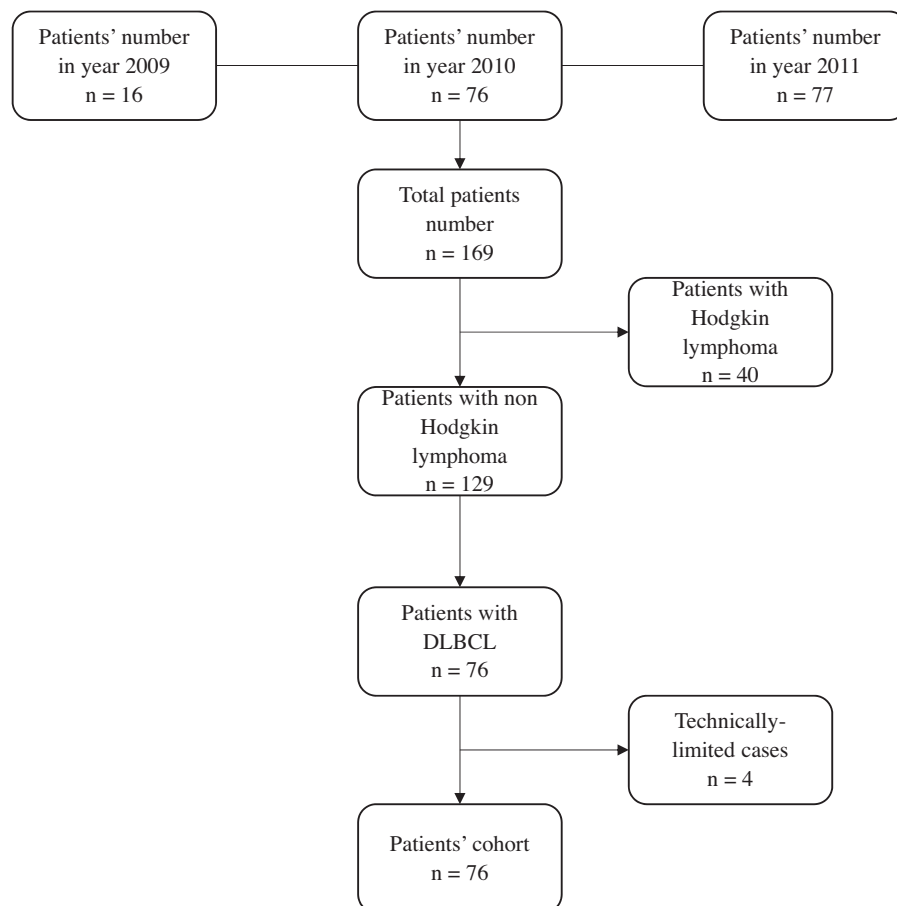 Patients’ number
in year 2009
n = 16
Patients’ number
in year 2010
n = 76
Patients’ number
in year 2011
n = 77
Total patients
number
n = 169
Patients with
Hodgkin
lymphoma
n = 40
Patients with non
Hodgkin
lymphoma
n = 129
Patients with
DLBCL
n = 76
Technically-
limited cases
n = 4
Patients’ cohort
n = 76